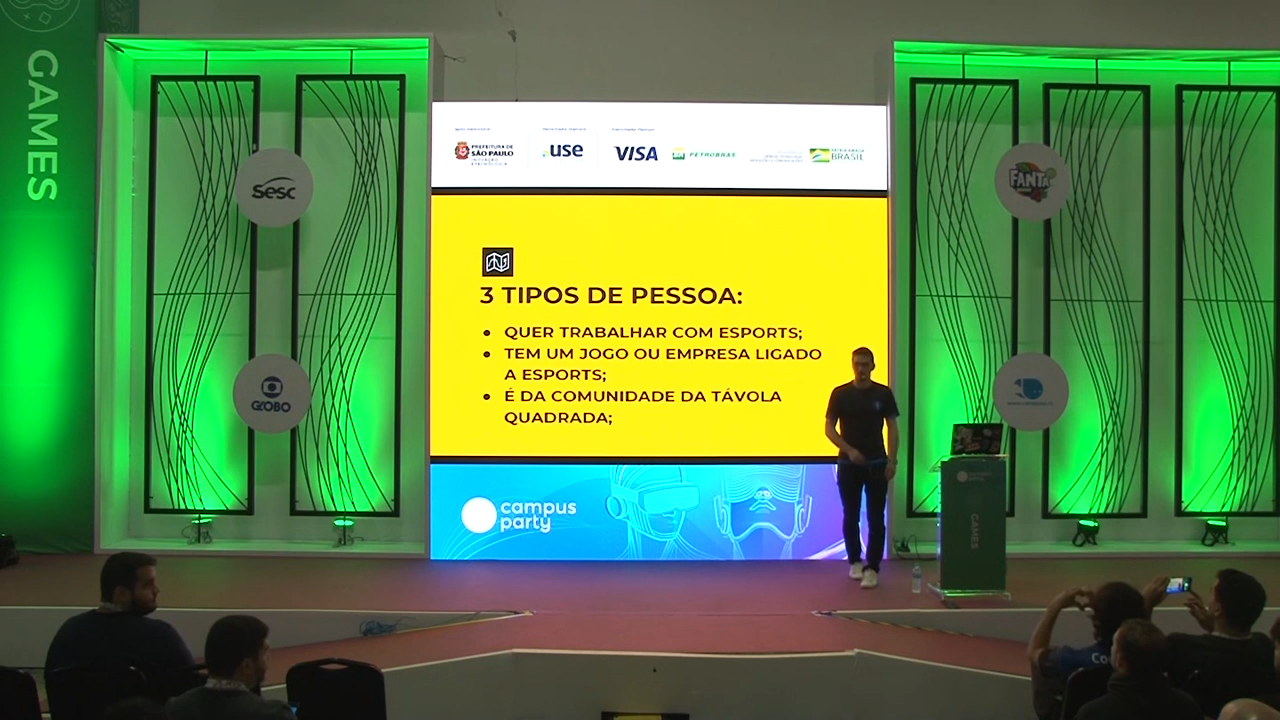 GAMES
Sesc
GLOBO
PREFEITURA DE
SÃO PAULO
USE
VISA
BR PETROBRAS
BRASIL
3 TIPOS DE PESSOA:
● QUER TRABALHAR COM ESPORTS;
● TEM UM JOGO OU EMPRESA LIGADO
A ESPORTS;
● É DA COMUNIDADE DA TÁVOLA
QUADRADA;
campus
party
FANTA
GAMES